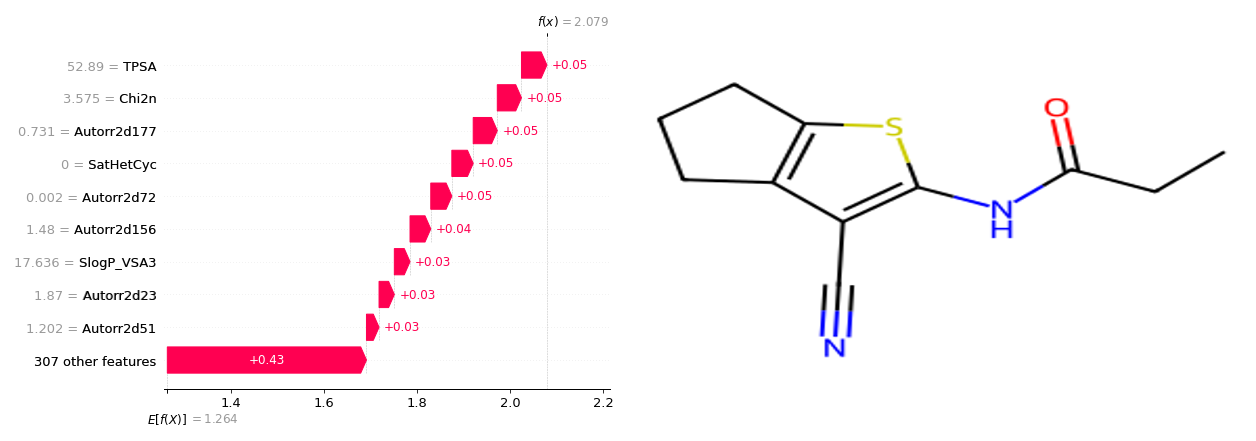 f(x) = 2.079
52.89 = TPSA
+0.05
3.575 = Chi2n
+0.05
0.731 = Autorr2d177
+0.05
0 = SatHetCyc
+0.05
0.002 = Autorr2d72
+0.05
1.48 = Autorr2d156
+0.04
17.636 = SlogP_VSA3
+0.03
1.87 = Autorr2d23
+0.03
1.202 = Autorr2d51
+0.03
307 other features
+0.43
1.4 1.6 1.8 2.0 2.2
E[f(X)] = 1.264
O
S
N
H
N